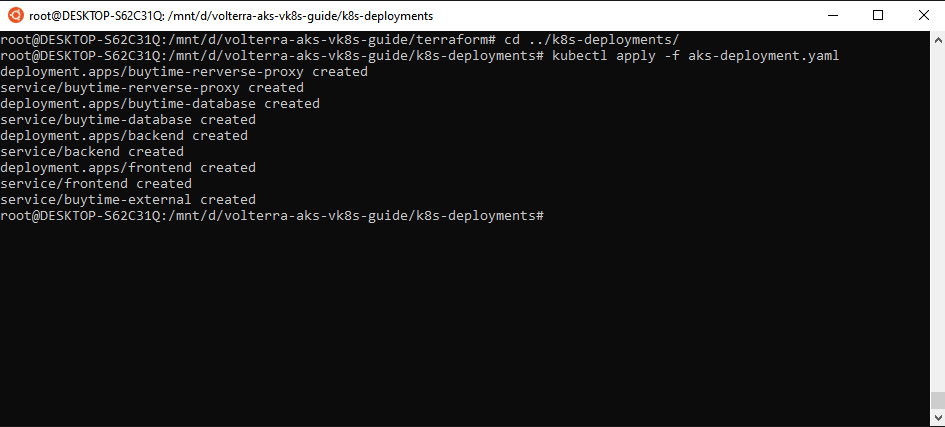 root@DESKTOP-S62C31Q: /mnt/d/volterra-aks-vk8s-guide/k8s-deployments
root@DESKTOP-S62C31Q:/mnt/d/volterra-aks-vk8s-guide/terraform# cd ../k8s-deployments/
root@DESKTOP-S62C31Q:/mnt/d/volterra-aks-vk8s-guide/k8s-deployments# kubectl apply -f aks-deployment.yaml
deployment.apps/buytime-rerverse-proxy created
service/buytime-rerverse-proxy created
deployment.apps/buytime-database created
service/buytime-database created
deployment.apps/backend created
service/backend created
deployment.apps/frontend created
service/frontend created
service/buytime-external created
root@DESKTOP-S62C31Q:/mnt/d/volterra-aks-vk8s-guide/k8s-deployments#